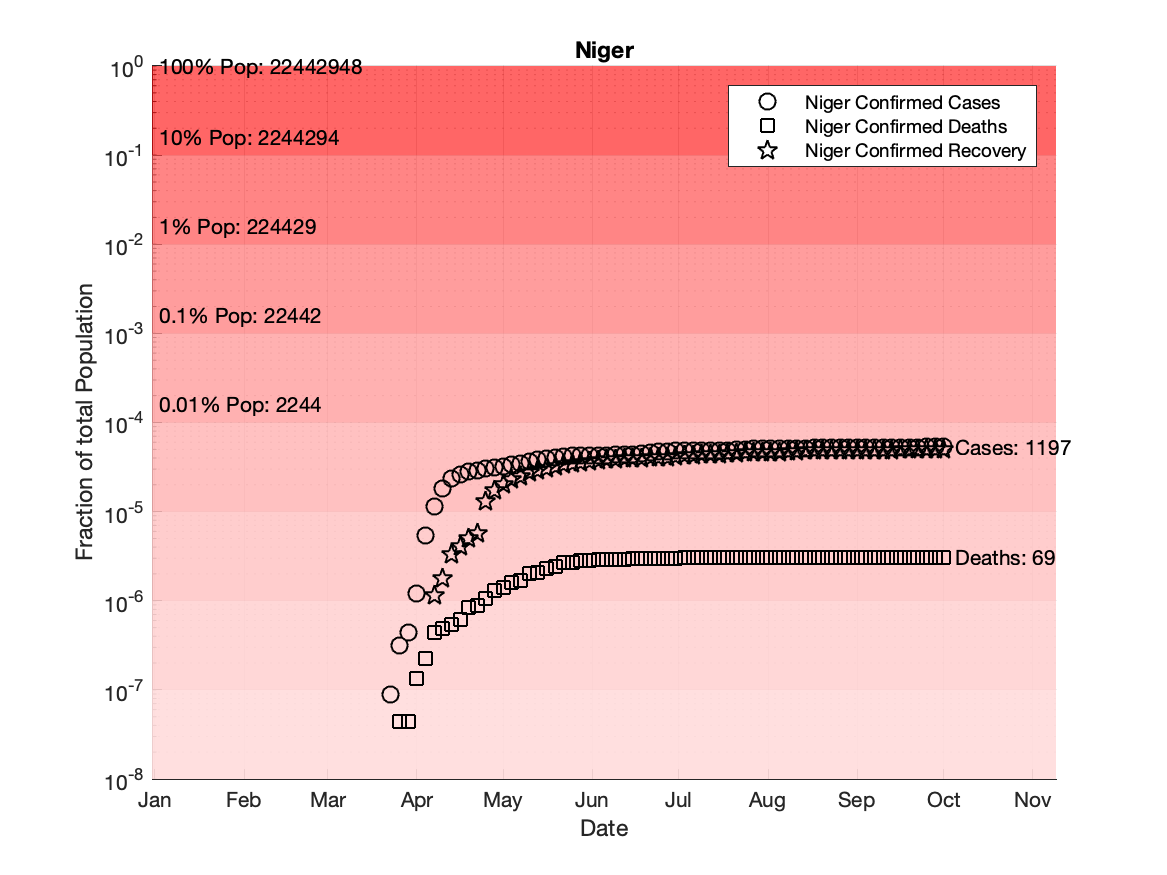 Niger
10^0
10^-1
10^-2
10^-3
10^-4
10^-5
10^-6
10^-7
10^-8
Fraction of total Population
100% Pop: 22442948
10% Pop: 2244294
1% Pop: 224429
0.1% Pop: 22442
0.01% Pop: 2244
Niger Confirmed Cases
Niger Confirmed Deaths
Niger Confirmed Recovery
Cases: 1197
Deaths: 69
Jan Feb Mar Apr May Jun Jul Aug Sep Oct Nov
Date